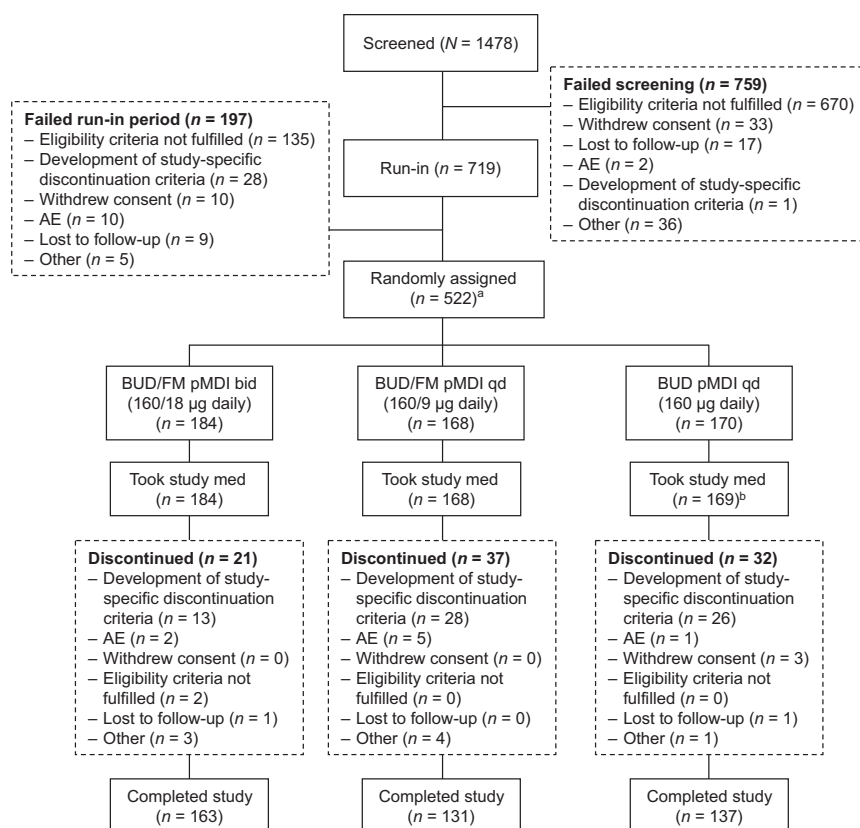 Screened (N = 1478)
Failed screening (n = 759)
– Eligibility criteria not fulfilled (n = 670)
– Withdrew consent (n = 33)
– Lost to follow-up (n = 17)
– AE (n = 2)
– Development of study-specific
discontinuation criteria (n = 1)
– Other (n = 36)
Failed run-in period (n = 197)
– Eligibility criteria not fulfilled (n = 135)
– Development of study-specific
discontinuation criteria (n = 28)
– Withdrew consent (n = 10)
– AE (n = 10)
– Lost to follow-up (n = 9)
– Other (n = 5)
Run-in (n = 719)
Randomly assigned
(n = 522)a
BUD/FM pMDI bid
(160/18 µg daily)
(n = 184)
BUD/FM pMDI qd
(160/9 µg daily)
(n = 168)
BUD pMDI qd
(160 µg daily)
(n = 170)
Took study med
(n = 184)
Took study med
(n = 168)
Took study med
(n = 169)b
Discontinued (n = 21)
– Development of study-
specific discontinuation
criteria (n = 13)
– AE (n = 2)
– Withdrew consent (n = 0)
– Eligibility criteria not
fulfilled (n = 2)
– Lost to follow-up (n = 1)
– Other (n = 3)
Discontinued (n = 37)
– Development of study-
specific discontinuation
criteria (n = 28)
– AE (n = 5)
– Withdrew consent (n = 0)
– Eligibility criteria not
fulfilled (n = 0)
– Lost to follow-up (n = 0)
– Other (n = 4)
Discontinued (n = 32)
– Development of study-
specific discontinuation
criteria (n = 26)
– AE (n = 1)
– Withdrew consent (n = 3)
– Eligibility criteria not
fulfilled (n = 0)
– Lost to follow-up (n = 1)
– Other (n = 1)
Completed study
(n = 163)
Completed study
(n = 131)
Completed study
(n = 137)